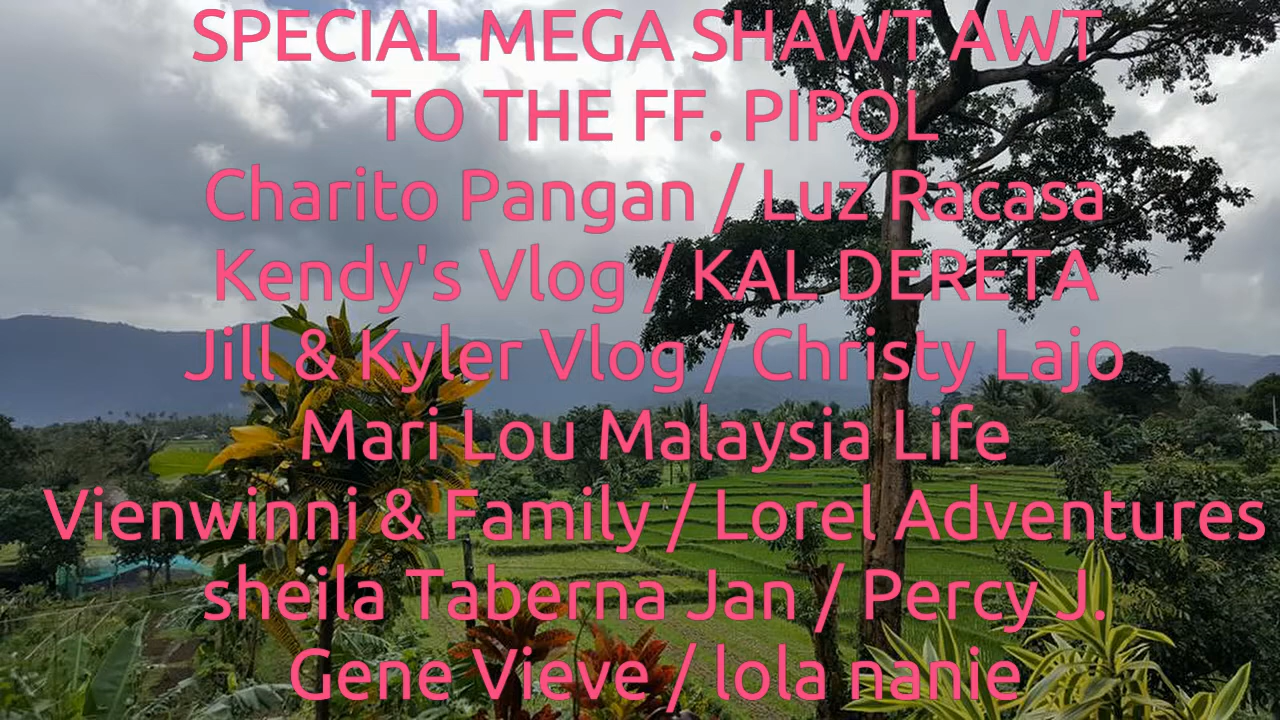 SPECIAL MEGA SHAWT AWT
TO THE FF. PIPOL
Charito Pangan / Luz Racasa
Kendy's Vlog / KAL DERETA
Jill & Kyler Vlog / Christy Lajo
Mari Lou Malaysia Life
Vienwinni & Family / Lorel Adventures
sheila Taberna Jan / Percy J.
Gene Vieve / lola nanie